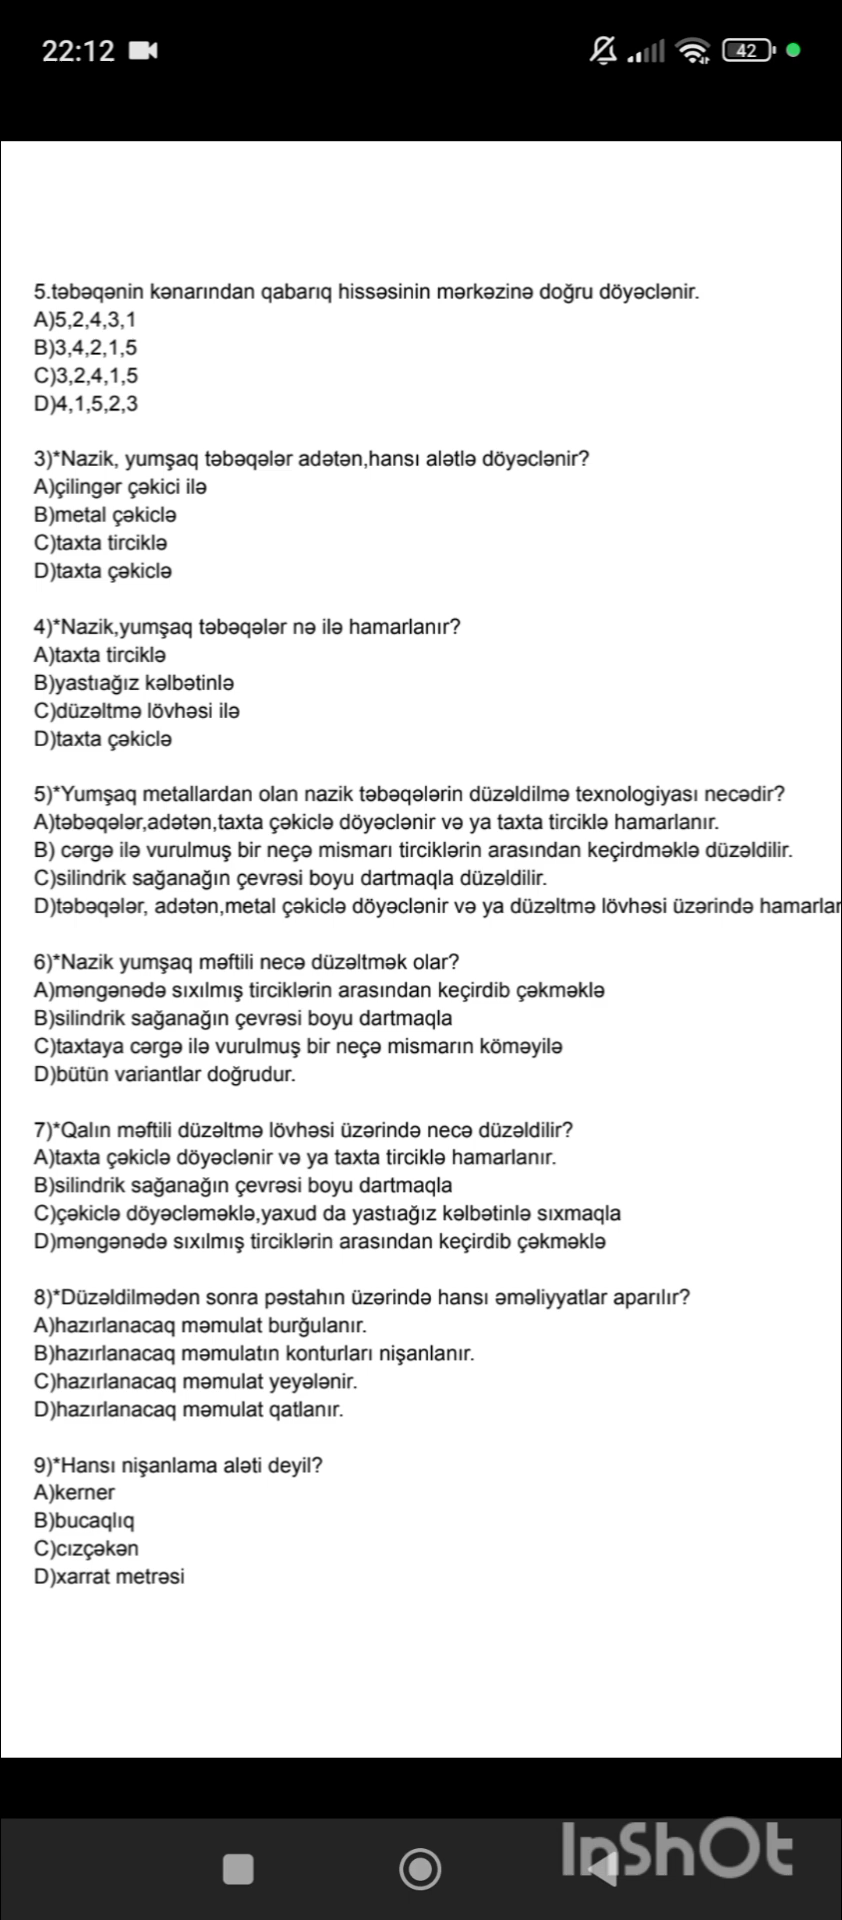 22:12
42
5.təbəqənin kənarından qabarıq hissəsinin mərkəzinə doğru döyəclənir.
A)5,2,4,3,1
B)3,4,2,1,5
C)3,2,4,1,5
D)4,1,5,2,3
3)*Nazik, yumşaq təbəqələr adətən,hansı alətlə döyəclənir?
A)çilingər çəkici ilə
B)metal çəkiclə
C)taxta tirciklə
D)taxta çəkiclə
4)*Nazik,yumşaq təbəqələr nə ilə hamarlanır?
A)taxta tirciklə
B)yastıağız kəlbətinlə
C)düzəltmə lövhəsi ilə
D)taxta çəkiclə
5)*Yumşaq metallardan olan nazik təbəqələrin düzəldilmə texnologiyası necədir?
A)təbəqələr,adətən,taxta çəkiclə döyəclənir və ya taxta tirciklə hamarlanır.
B) cərgə ilə vurulmuş bir neçə mismarı tirciklərin arasından keçirdməklə düzəldilir.
C)silindrik sağanağın çevrəsi boyu dartmaqla düzəldilir.
D)təbəqələr, adətən,metal çəkiclə döyəclənir və ya düzəltmə lövhəsi üzərində hamarlar
6)*Nazik yumşaq məftili necə düzəltmək olar?
A)məngənədə sıxılmış tirciklərin arasından keçirdib çəkməklə
B)silindrik sağanağın çevrəsi boyu dartmaqla
C)taxtaya cərgə ilə vurulmuş bir neçə mismarın köməyilə
D)bütün variantlar doğrudur.
7)*Qalın məftili düzəltmə lövhəsi üzərində necə düzəldilir?
A)taxta çəkiclə döyəclənir və ya taxta tirciklə hamarlanır.
B)silindrik sağanağın çevrəsi boyu dartmaqla
C)çəkiclə döyəcləməklə,yaxud da yastıağız kəlbətinlə sıxmaqla
D)məngənədə sıxılmış tirciklərin arasından keçirdib çəkməklə
8)*Düzəldilmədən sonra pəstahın üzərində hansı əməliyyatlar aparılır?
A)hazırlanacaq məmulat burğulanır.
B)hazırlanacaq məmulatın konturları nişanlanır.
C)hazırlanacaq məmulat yeyələnir.
D)hazırlanacaq məmulat qatlanır.
9)*Hansı nişanlama aləti deyil?
A)kerner
B)bucaqlıq
C)cızçəkən
D)xarrat metrəsi
InShOt